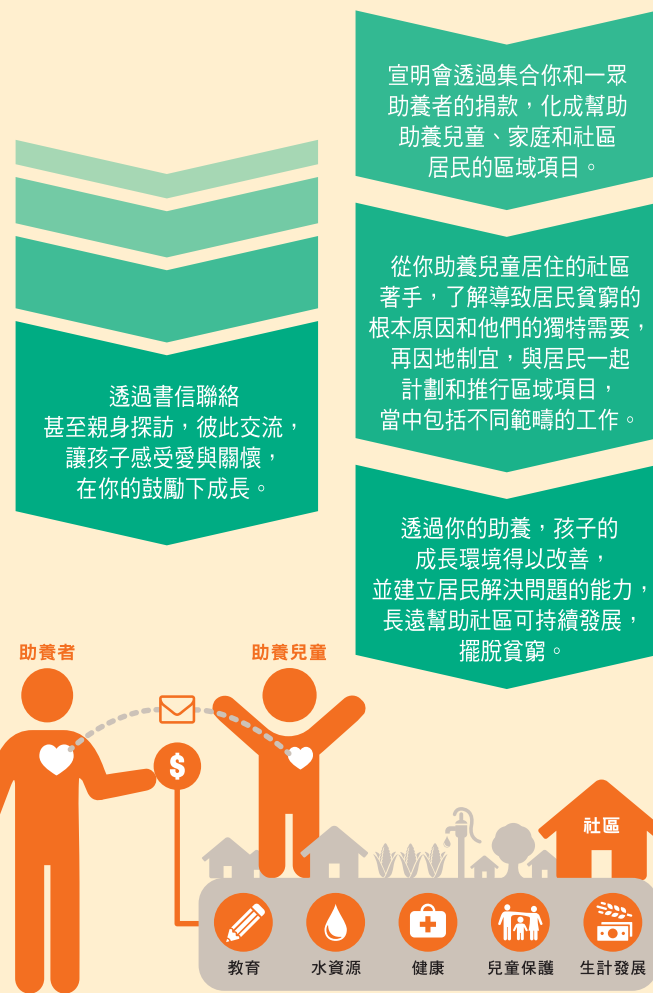 宣明會透過集合你和一眾
助養者的捐款，化成幫助
助養兒童、家庭和社區
居民的區域項目。
從你助養兒童居住的社區
著手，了解導致居民貧窮的
根本原因和他們的獨特需要，
再因地制宜，與居民一起
計劃和推行區域項目，
當中包括不同範疇的工作。
透過你的助養，孩子的
成長環境得以改善，
並建立居民解決問題的能力，
長遠幫助社區可持續發展，
擺脫貧窮。
透過書信聯絡
甚至親身探訪，彼此交流，
讓孩子感受愛與關懷，
在你的鼓勵下成長。
助養者
助養兒童
$
社區
教育
水資源
健康
兒童保護
生計發展